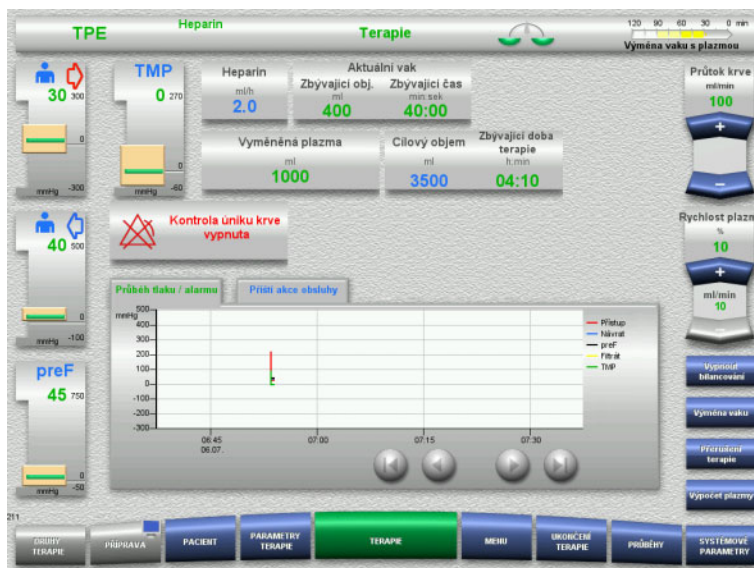 TPE
Heparin
Terapie
120 90 60 30 0 min
Výměna vaku s plazmou
30 300
0
mmHg -300
TMP
0 270
0
mmHg -60
Heparin
ml/h
2.0
Aktuální vak
Zbývající obj. Zbývající čas
ml min:sek
400 40:00
Průtok krve
ml/min
100
+
–
Vyměněná plazma
ml
1000
Cílový objem
ml
3500
Zbývající doba
terapie
h:min
04:10
40 500
0
mmHg -100
Kontrola úniku krve
vypnuta
Rychlost plazm
%
10
+
ml/min
10
–
Průběh tlaku / alarmu
Příští akce obsluhy
mmHg
500
400
300
200
100
0
-100
-200
-300
06:45 07:00 07:15 07:30
06.07.
Přístup
Návrat
preF
Filtrát
TMP
preF
45 750
0
mmHg -50
Vypnout
bilancování
Výměna vaku
Přerušení
terapie
Výpočet plazmy
211
DRUHY
TERAPIE
PŘÍPRAVA
PACIENT
PARAMETRY
TERAPIE
TERAPIE
MENU
UKONČENÍ
TERAPIE
PRŮBĚHY
SYSTÉMOVÉ
PARAMETRY